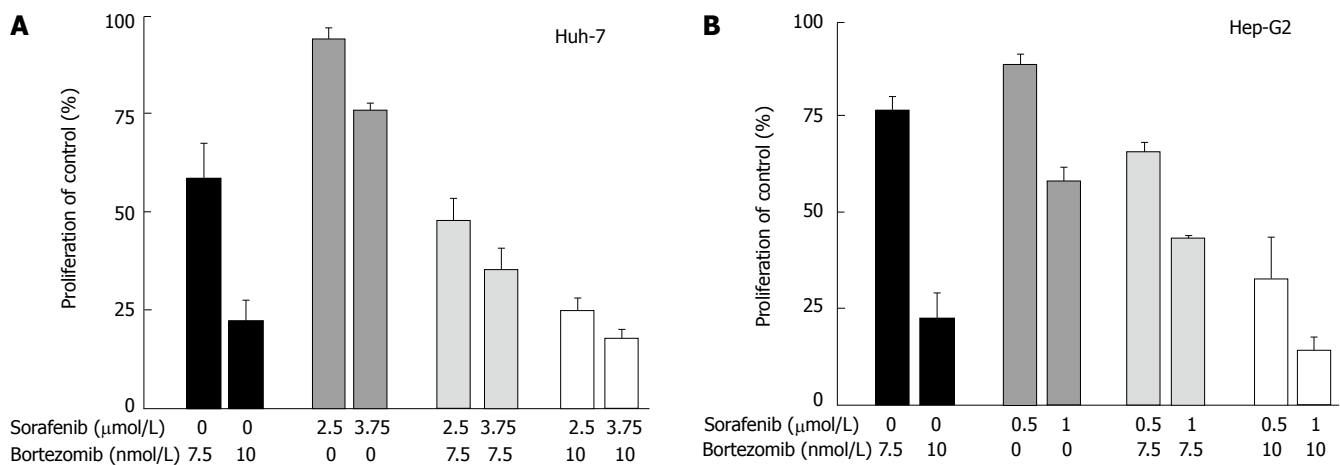 A
Huh-7
Proliferation of control (%)
100
75
50
25
0
Sorafenib (μmol/L) 0 0 2.5 3.75 2.5 3.75 2.5 3.75
Bortezomib (nmol/L) 7.5 10 0 0 7.5 7.5 10 10
B
Hep-G2
Proliferation of control (%)
100
75
50
25
0
Sorafenib (μmol/L) 0 0 0.5 1 0.5 1 0.5 1
Bortezomib (nmol/L) 7.5 10 0 0 7.5 7.5 10 10